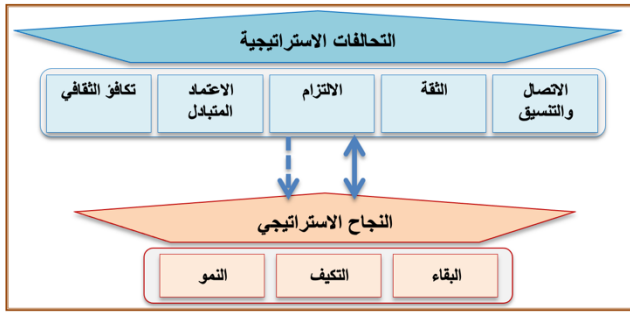 التحالفات الاستراتيجية
الاتصال
والتنسيق
الثقة
الالتزام
الاعتماد
المتبادل
تكافؤ الثقافي
النجاح الاستراتيجي
البقاء
التكيف
النمو